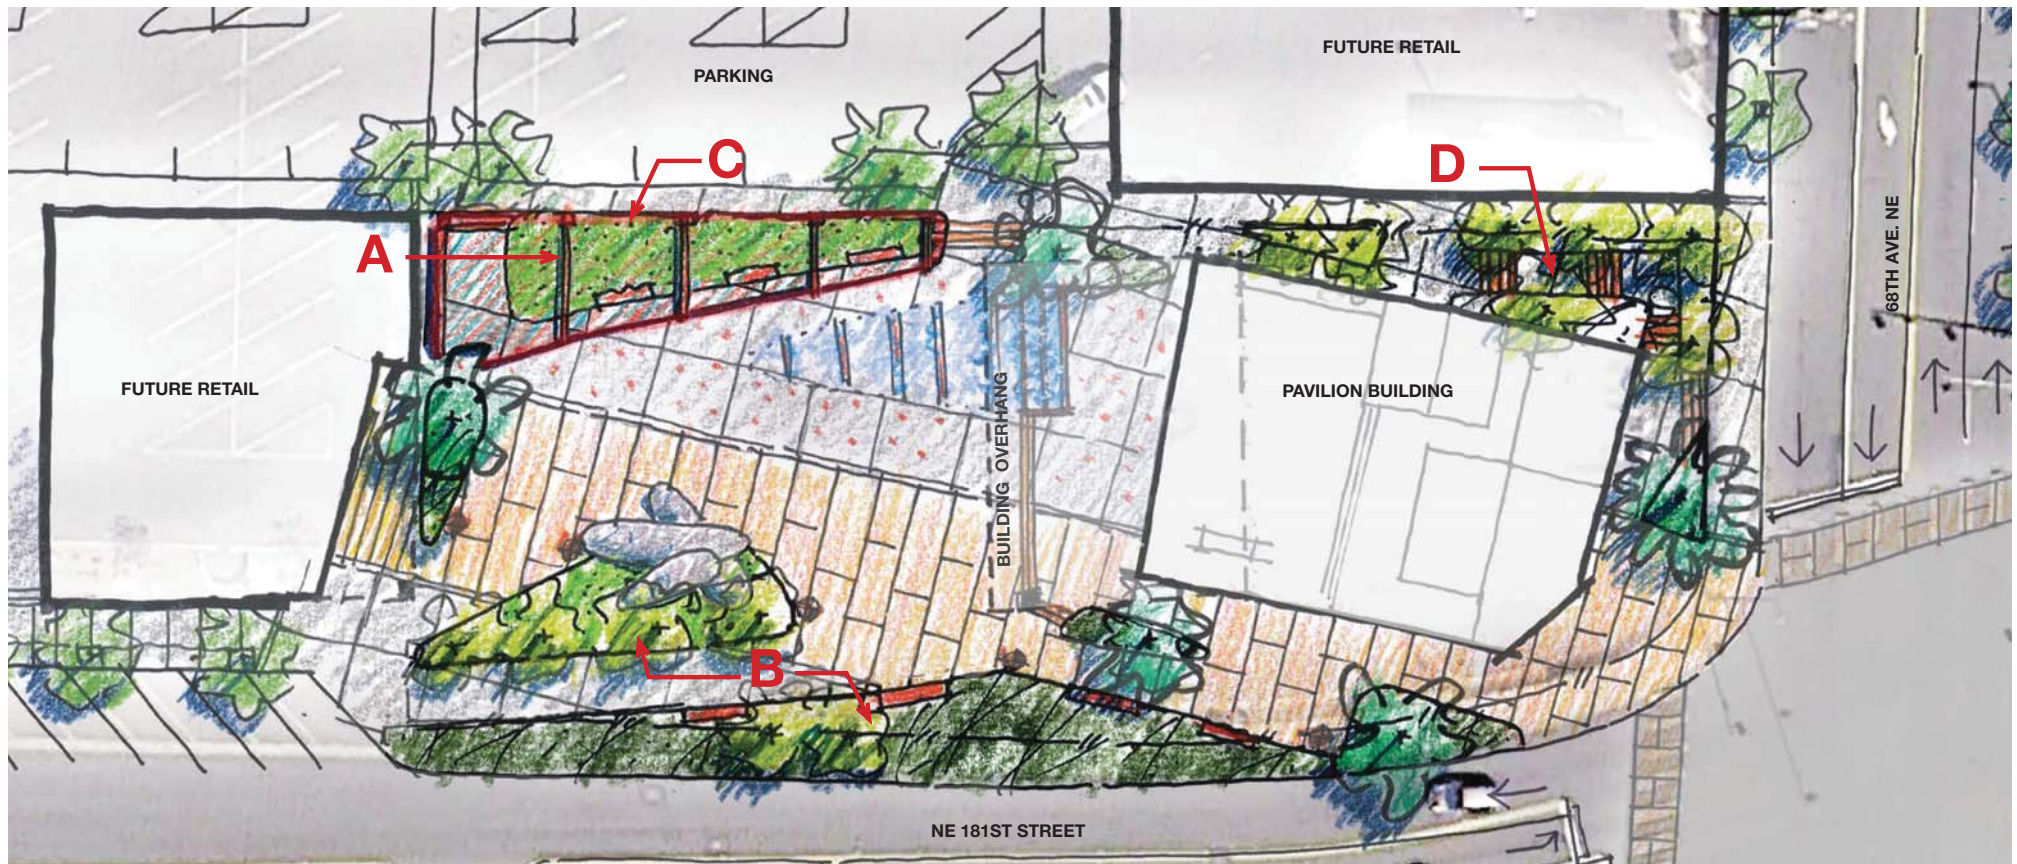 FUTURE RETAIL
PARKING
C
D
A
68TH AVE. NE
FUTURE RETAIL
PAVILION BUILDING
BUILDING OVERHANG
B
NE 181ST STREET